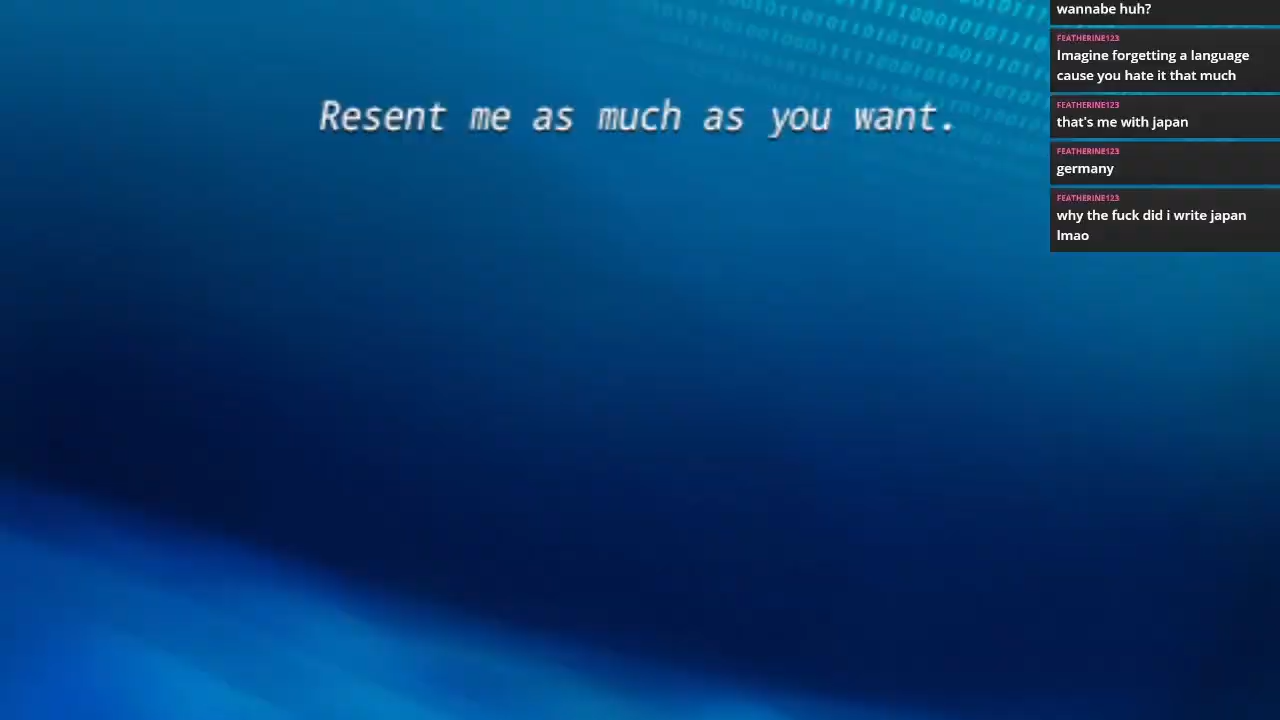 Resent me as much as you want.
wannabe huh?
FEATHERINE123
Imagine forgetting a language
cause you hate it that much
FEATHERINE123
that's me with japan
FEATHERINE123
germany
FEATHERINE123
why the fuck did i write japan
lmao